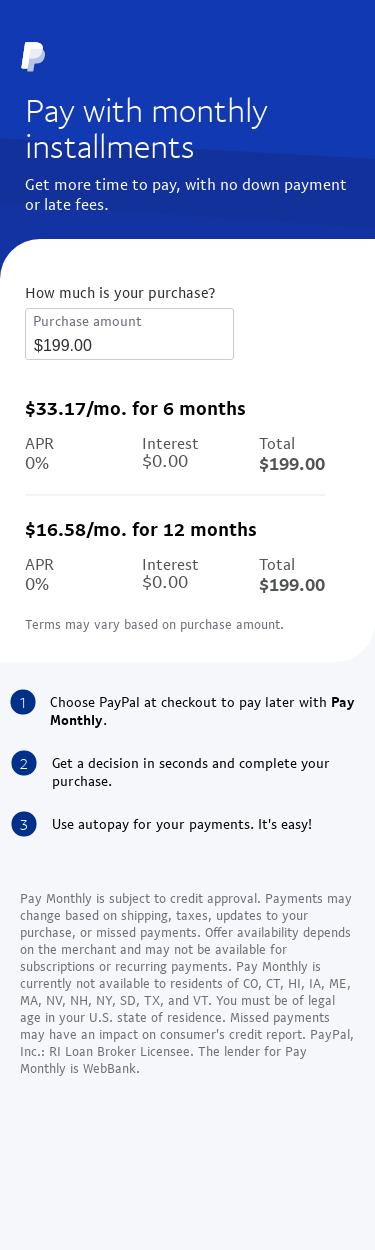 Pay with monthly
installments
Get more time to pay, with no down payment
or late fees.
How much is your purchase?
Purchase amount
$199.00
$33.17/mo. for 6 months
APR Interest Total
0% $0.00 $199.00
$16.58/mo. for 12 months
APR Interest Total
0% $0.00 $199.00
Terms may vary based on purchase amount.
1 Choose PayPal at checkout to pay later with Pay
Monthly.
2 Get a decision in seconds and complete your
purchase.
3 Use autopay for your payments. It's easy!
Pay Monthly is subject to credit approval. Payments may
change based on shipping, taxes, updates to your
purchase, or missed payments. Offer availability depends
on the merchant and may not be available for
subscriptions or recurring payments. Pay Monthly is
currently not available to residents of CO, CT, HI, IA, ME,
MA, NV, NH, NY, SD, TX, and VT. You must be of legal
age in your U.S. state of residence. Missed payments
may have an impact on consumer's credit report. PayPal,
Inc.: RI Loan Broker Licensee. The lender for Pay
Monthly is WebBank.